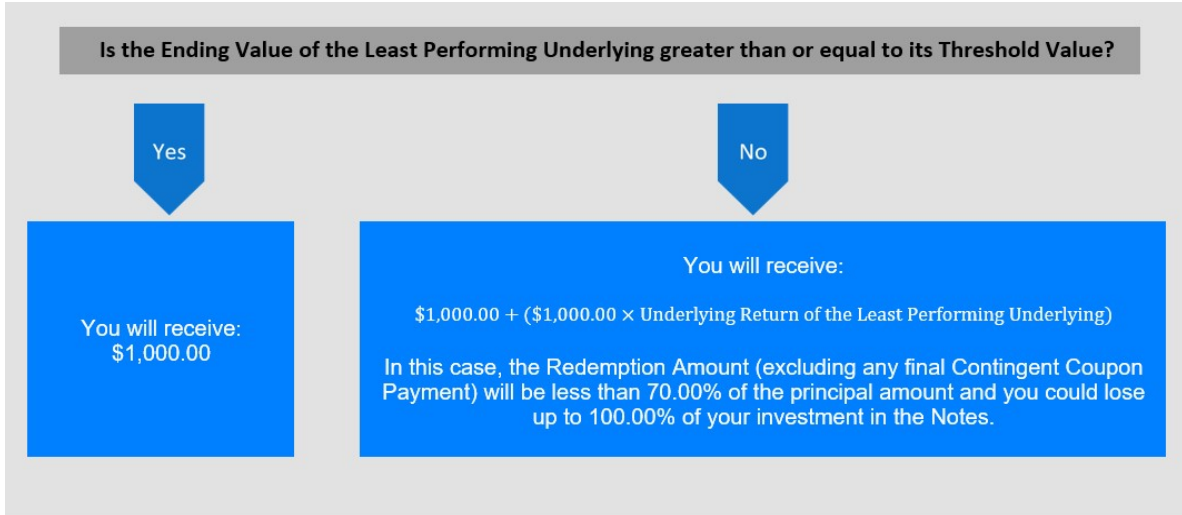 Is the Ending Value of the Least Performing Underlying greater than or equal to its Threshold Value?
Yes
No
You will receive:
$1,000.00
You will receive:
$1,000.00 + ($1,000.00 × Underlying Return of the Least Performing Underlying)
In this case, the Redemption Amount (excluding any final Contingent Coupon
Payment) will be less than 70.00% of the principal amount and you could lose
up to 100.00% of your investment in the Notes.